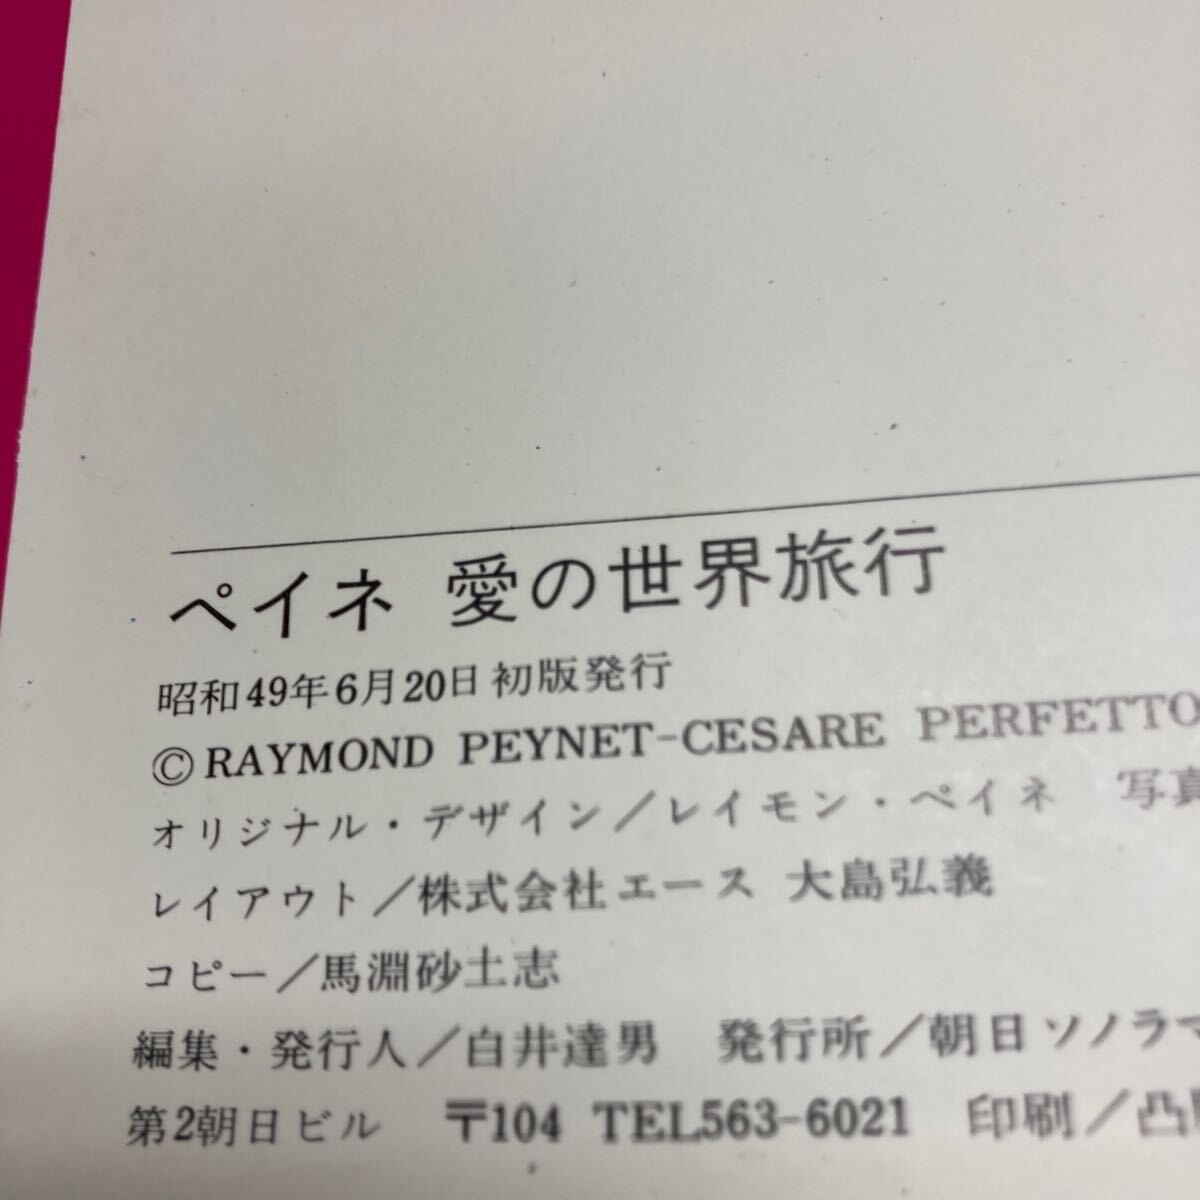 ペイネ 愛の世界旅行
昭和49年6月20日初版発行
©RAYMOND PEYNET-CESARE PERFETTO
オリジナル・デザイン/レイモン・ペイネ 写真
レイアウト/株式会社エース 大島弘義
コピー/馬淵砂土志
編集・発行人/白井達男 発行所/朝日ソノラマ
第2朝日ビル 〒104 TEL563-6021 印刷/凸